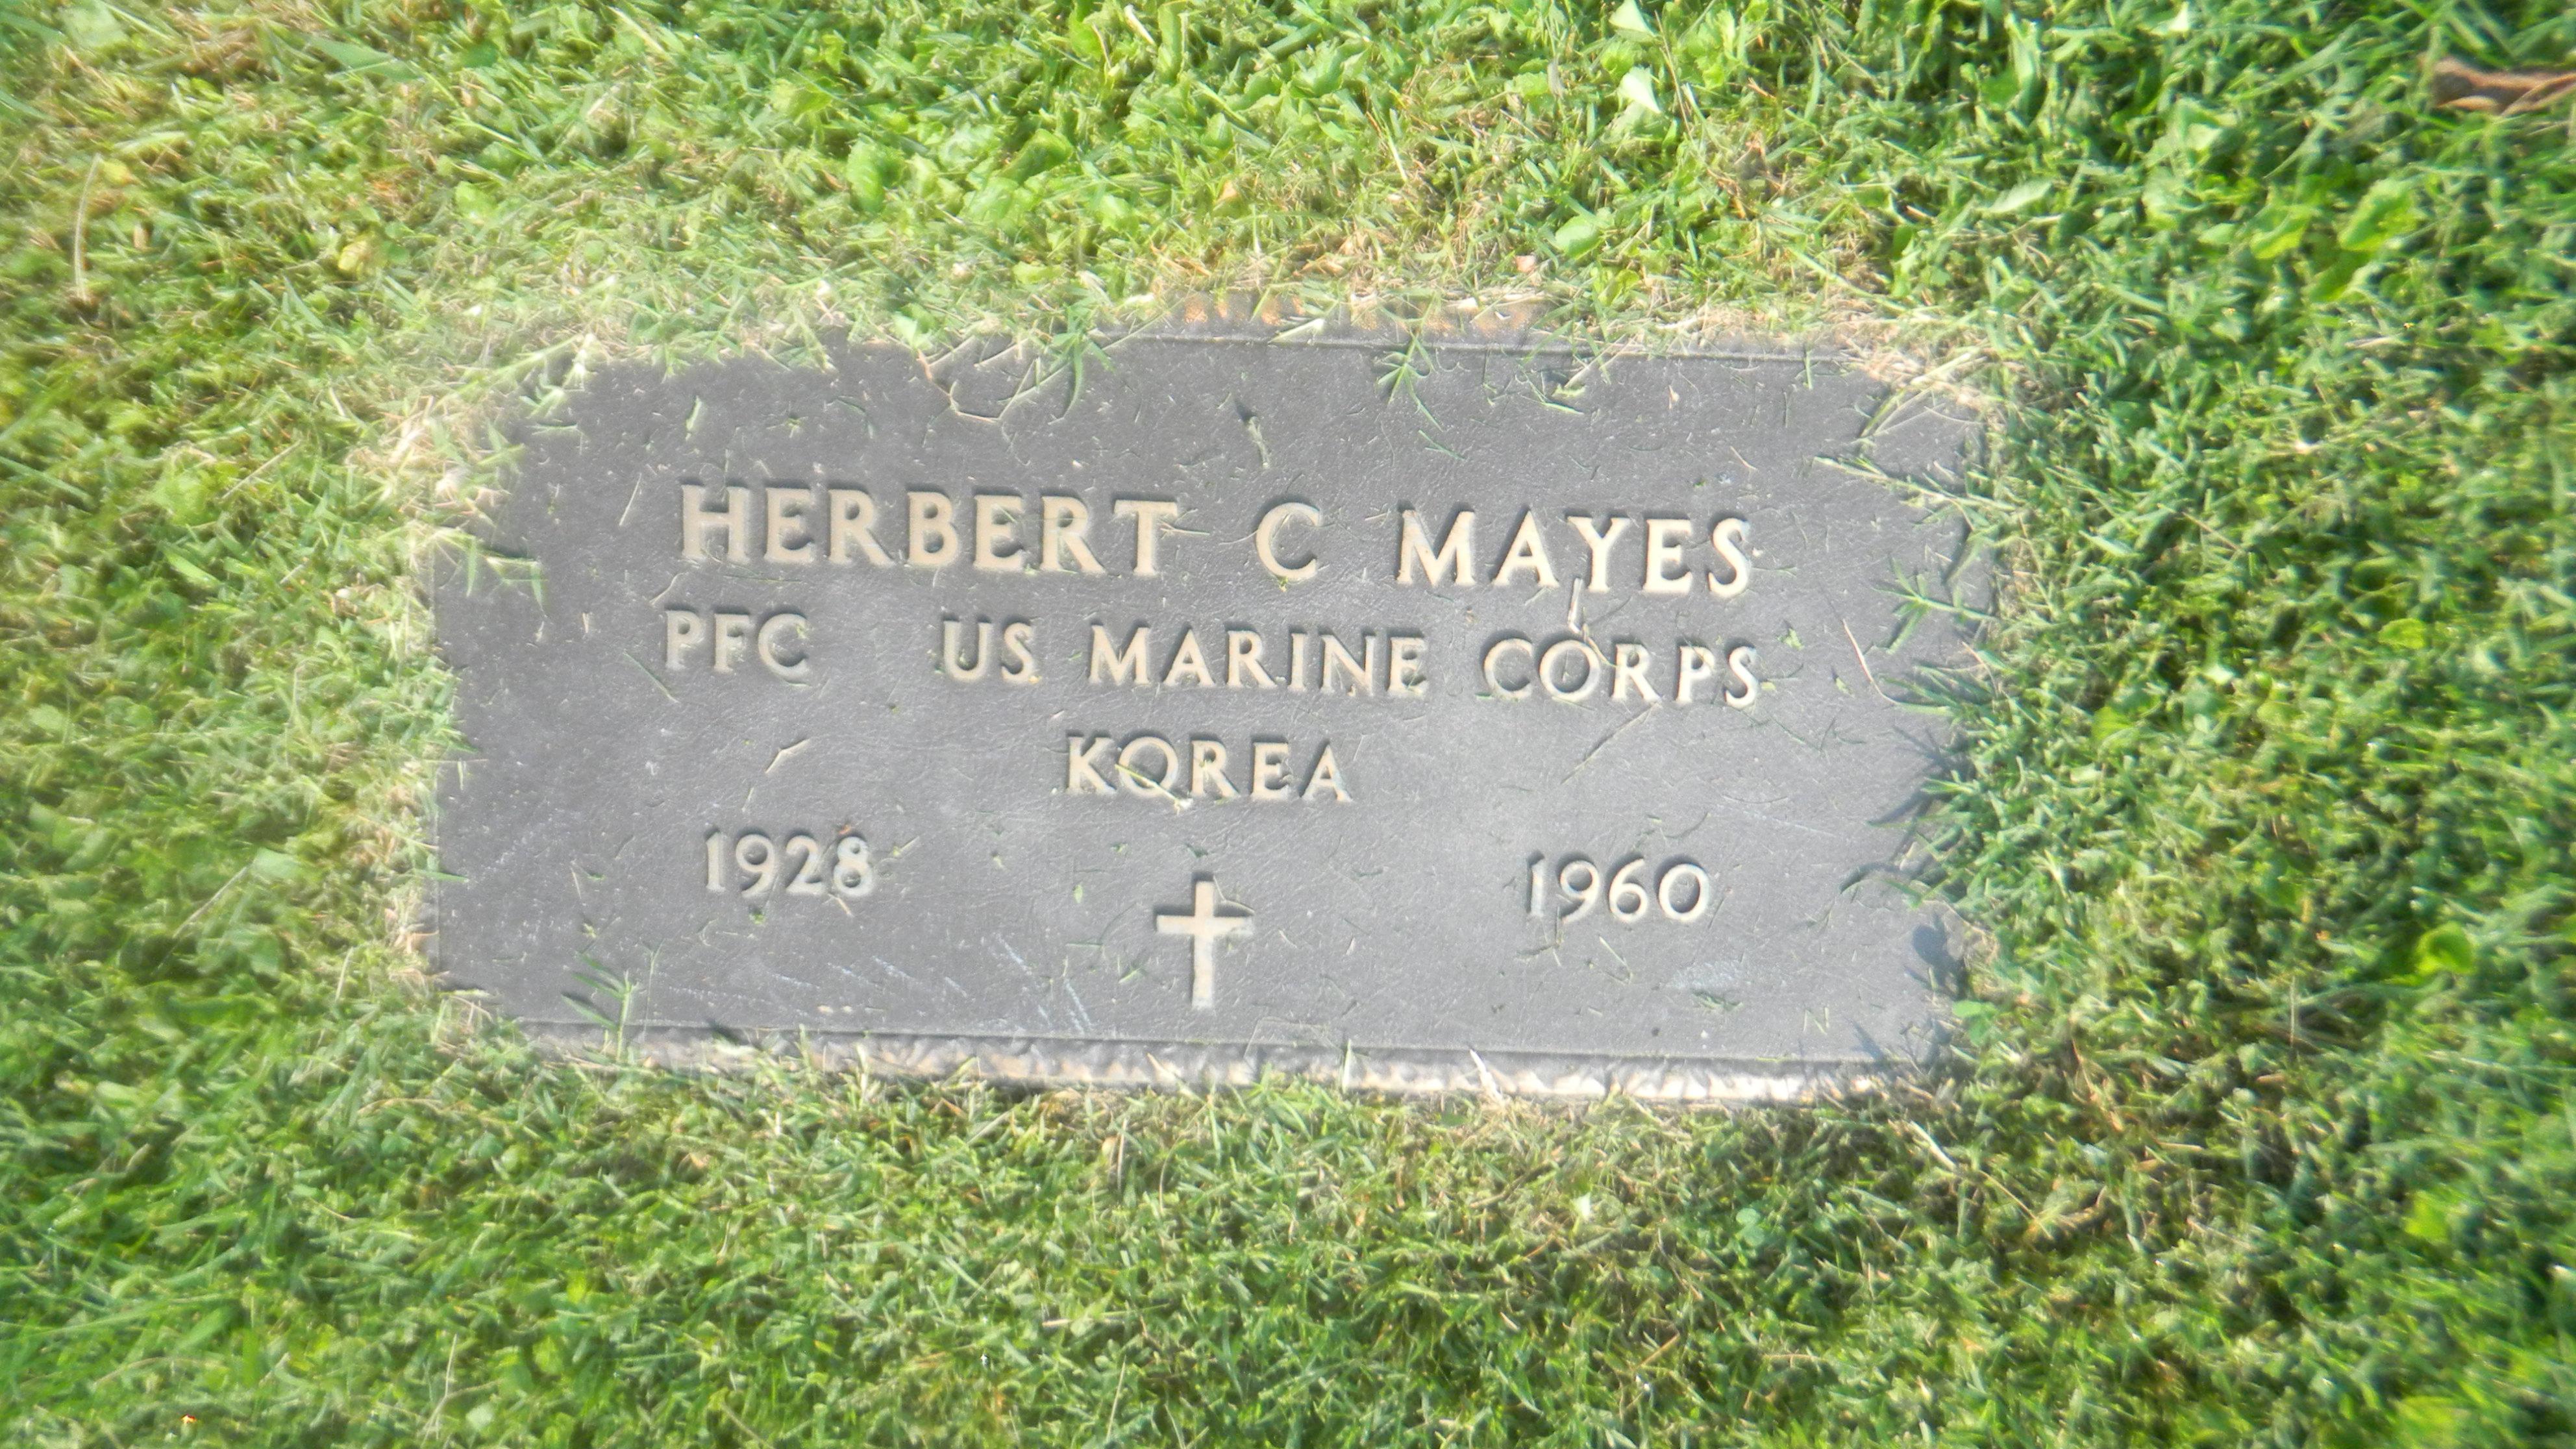 HERBERT C MAYES
PFC US MARINE CORPS
KOREA
1928 1960